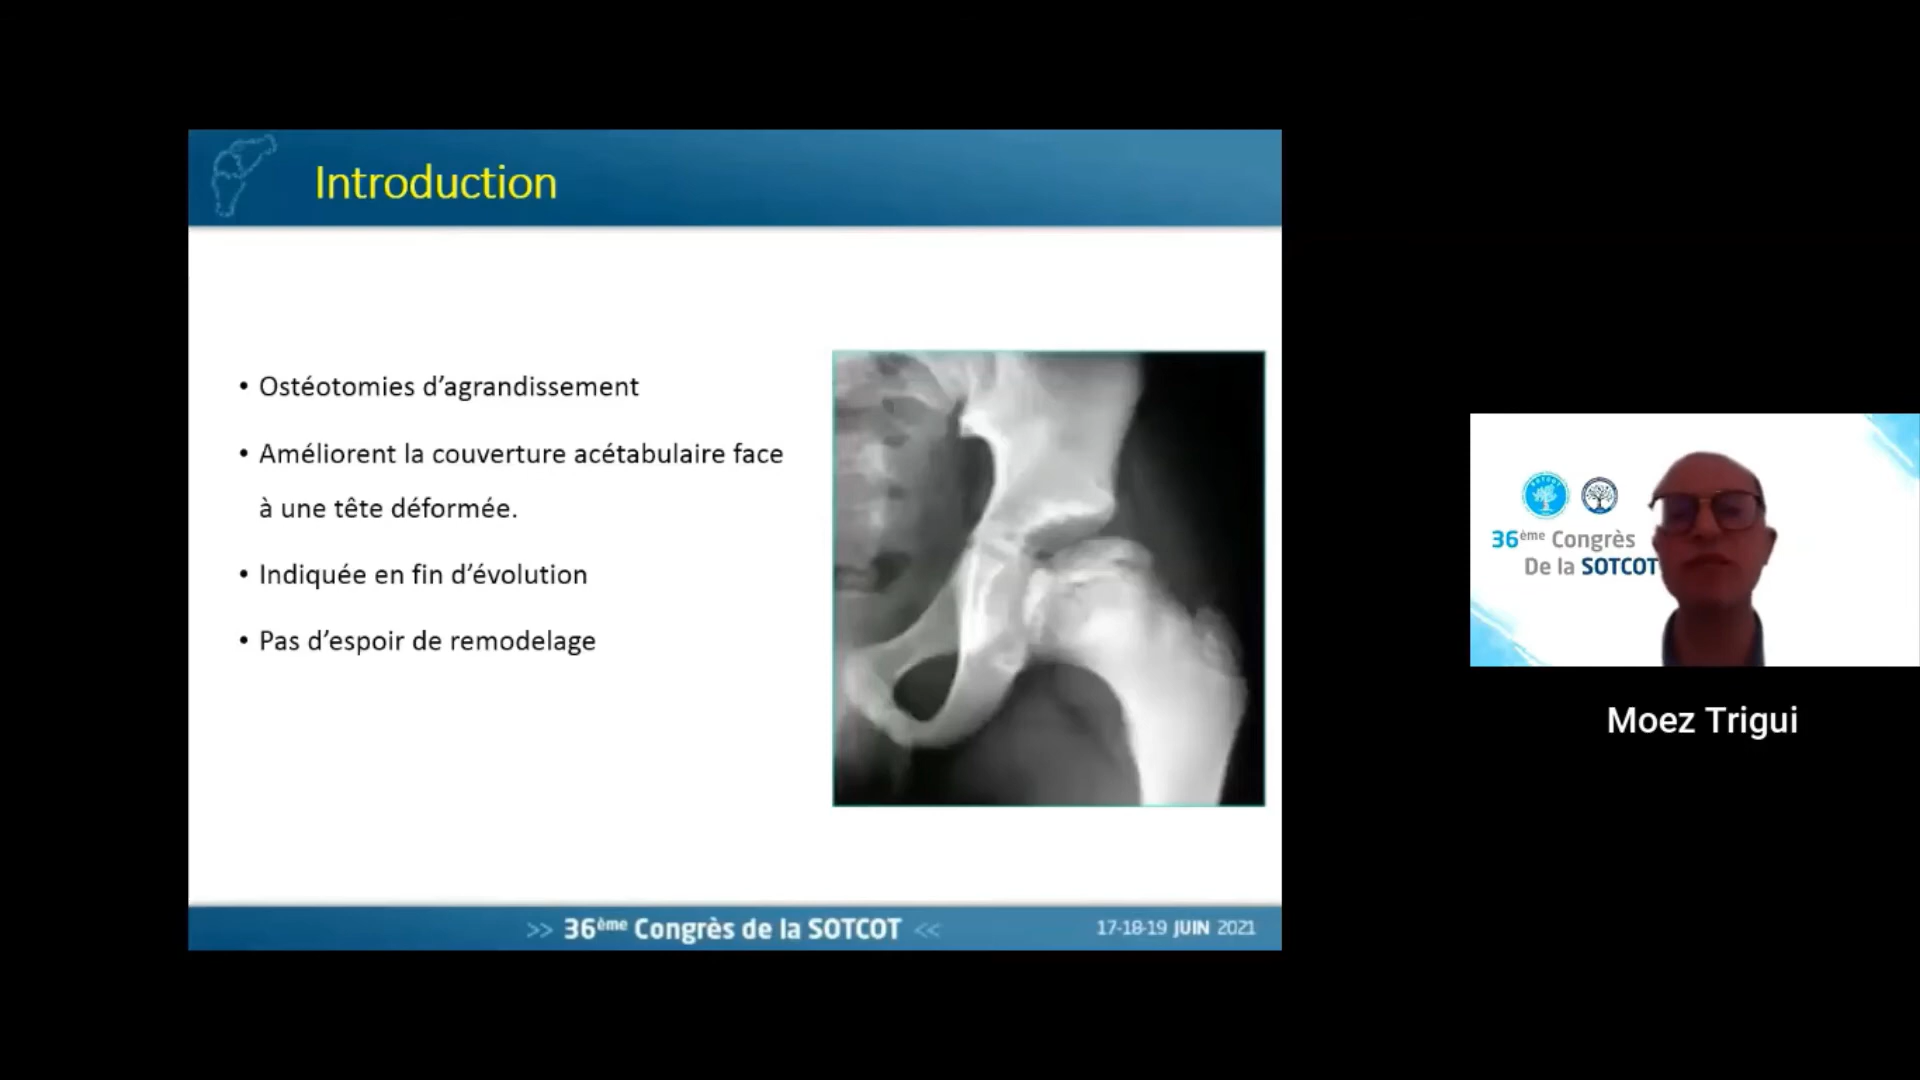 Introduction
• Ostéotomies d’agrandissement
• Améliorent la couverture acétabulaire face
à une tête déformée.
• Indiquée en fin d’évolution
• Pas d’espoir de remodelage
>> 36ème Congrès de la SOTCOT <<
17-18-19 JUIN 2021
SOTCOT
36ème Congrès
De la SOTCOT
Moez Trigui